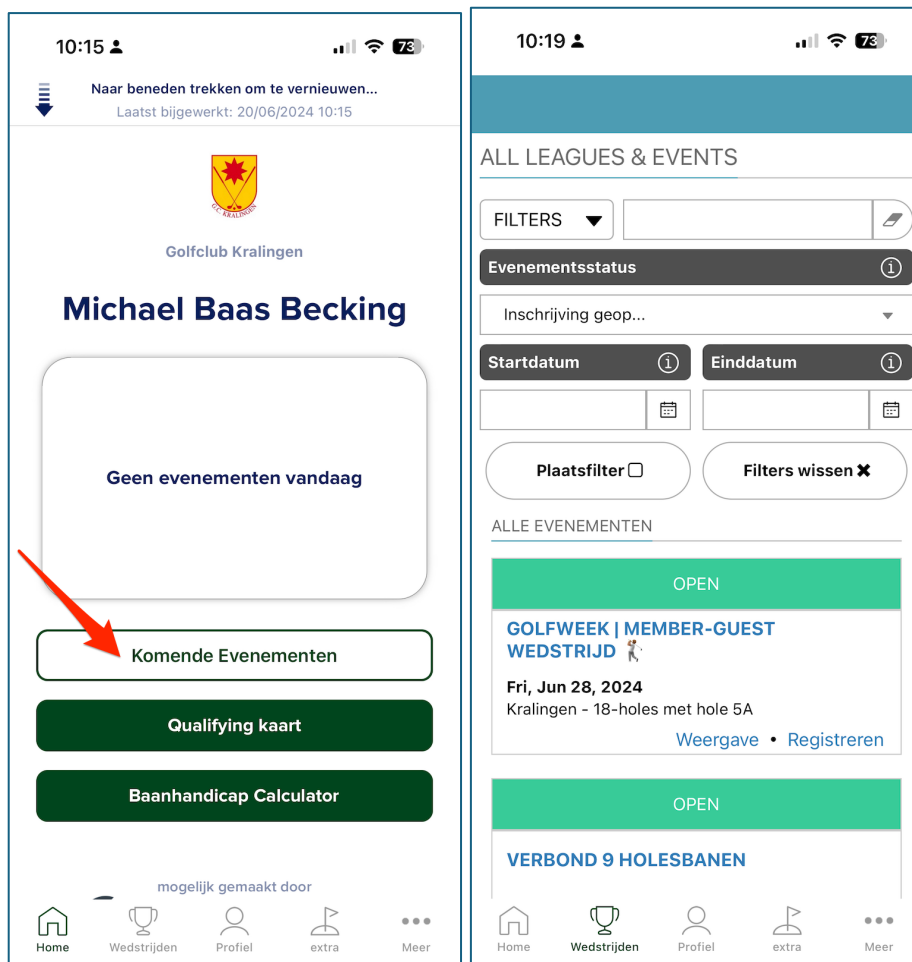 10:15
73
Naar beneden trekken om te vernieuwen...
Laatst bijgewerkt: 20/06/2024 10:15
G.C. KRALINGEN
Golfclub Kralingen
Michael Baas Becking
Geen evenementen vandaag
Komende Evenementen
Qualifying kaart
Baanhandicap Calculator
mogelijk gemaakt door
Home
Wedstrijden
Profiel
extra
Meer
10:19
73
ALL LEAGUES & EVENTS
FILTERS
Evenementsstatus
Inschrijving geop...
Startdatum
Einddatum
Plaatsfilter
Filters wissen
ALLE EVENEMENTEN
OPEN
GOLFWEEK | MEMBER-GUEST
WEDSTRIJD
Fri, Jun 28, 2024
Kralingen - 18-holes met hole 5A
Weergave • Registreren
OPEN
VERBOND 9 HOLESBANEN
Home
Wedstrijden
Profiel
extra
Meer